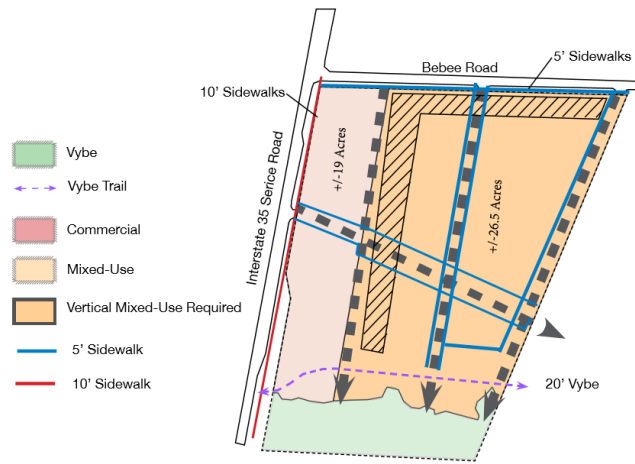 Bebee Road
5' Sidewalks
10' Sidewalks
+/-19 Acres
+/-26.5 Acres
Interstate 35 Serice Road
Vybe
Vybe Trail
Commercial
Mixed-Use
Vertical Mixed-Use Required
5' Sidewalk
10' Sidewalk
20' Vybe